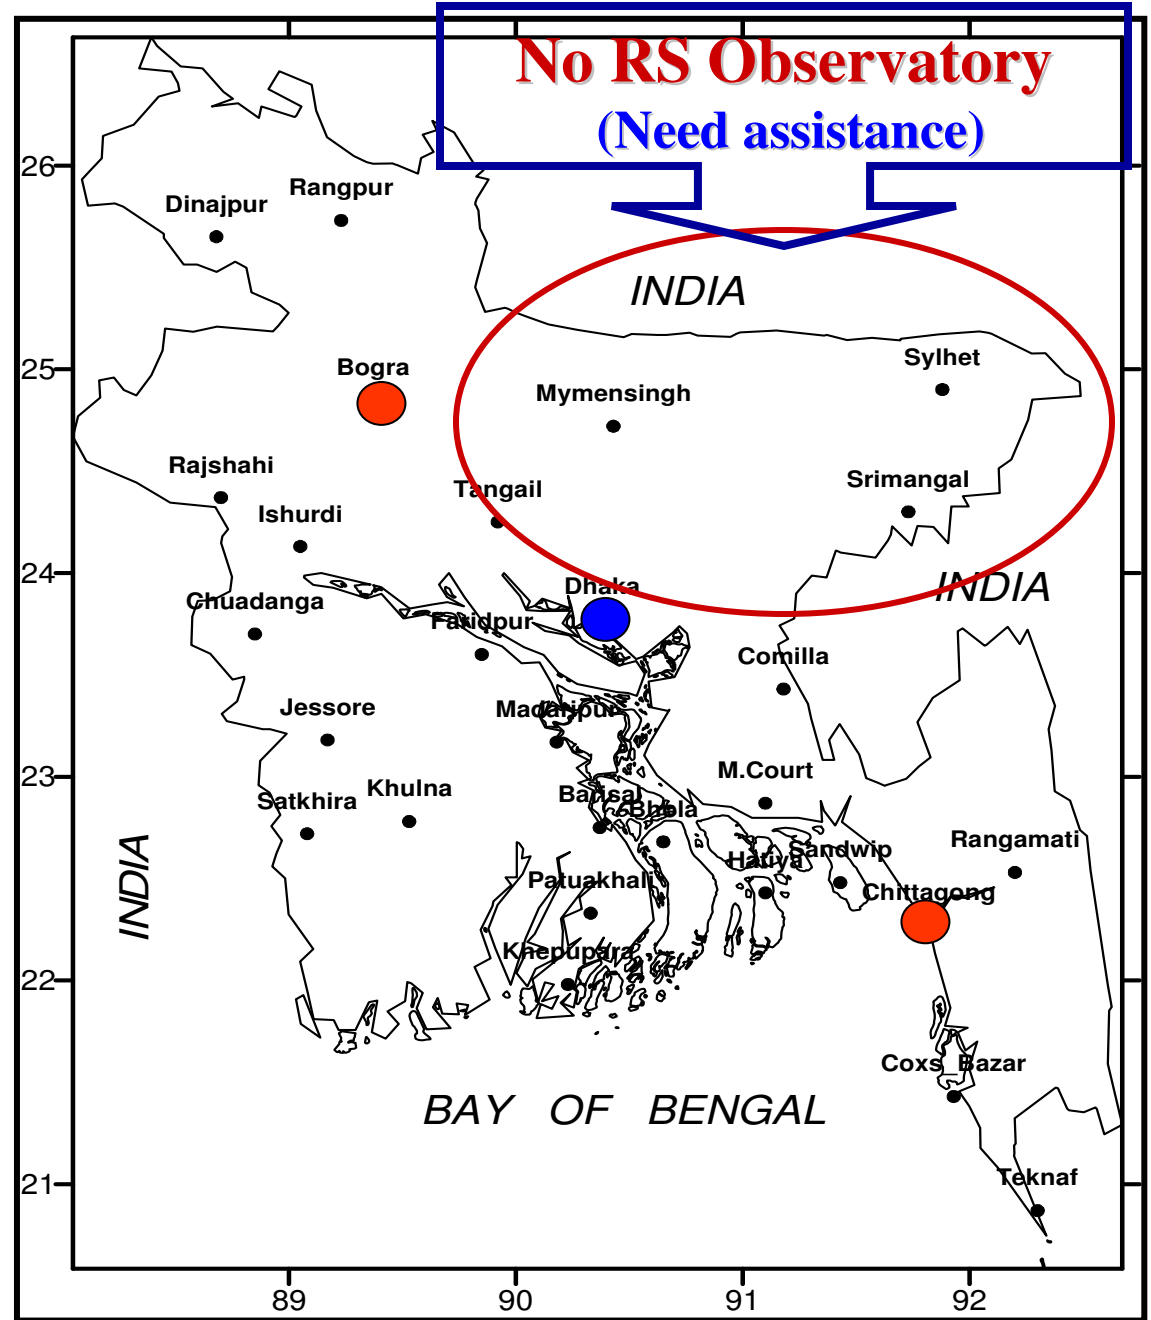 No RS Observatory
(Need assistance)
26
Dinajpur
Rangpur
INDIA
25
Bogra
Mymensingh
Sylhet
Rajshahi
Tangail
Srimangal
Ishurdi
24
Dhaka
INDIA
Chuadanga
Faridpur
Comilla
Jessore
Madaripur
23
M.Court
Satkhira
Khulna
Barisal
Bhola
Rangamati
INDIA
Hatiya
Sandwip
Patuakhali
Chittagong
Khepupara
22
Coxs_Bazar
BAY OF BENGAL
21
Teknaf
89 90 91 92